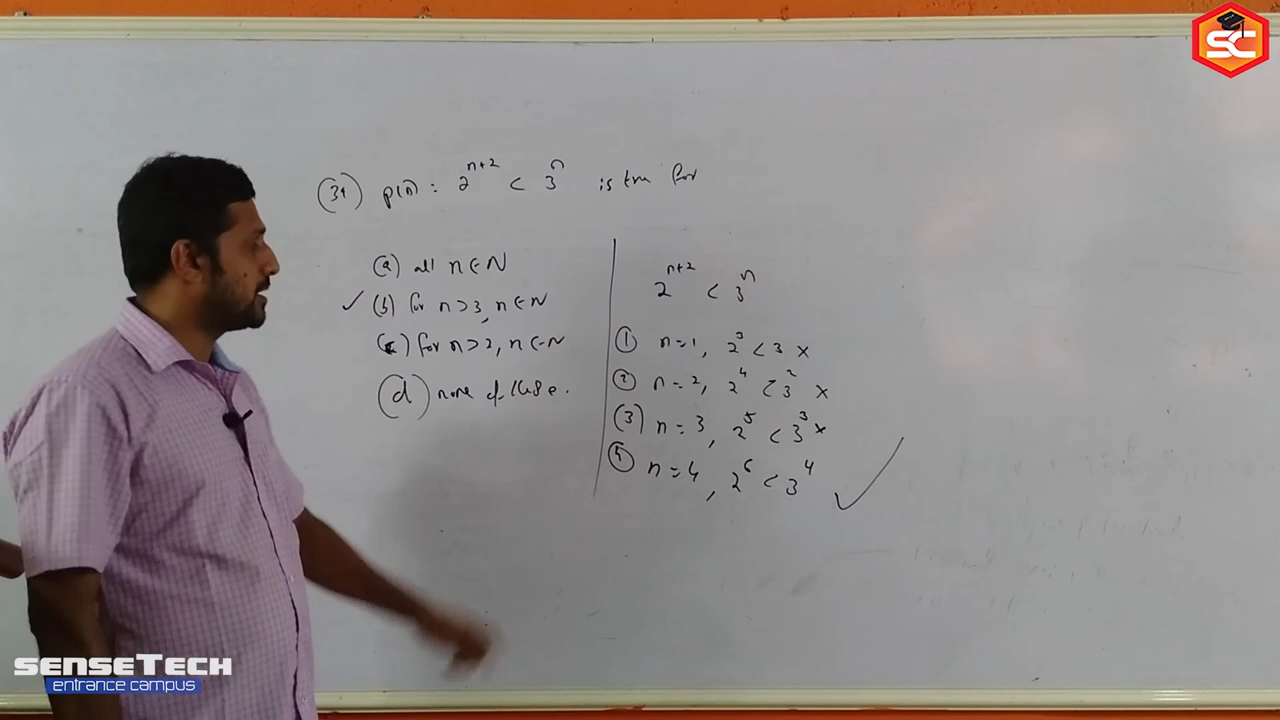 SC
(34) p(n) : 2^{n+2} < 3^n is true for
(a) all n ∈ N
✓ (b) for n > 3, n ∈ N
(c) for n > 2, n ∈ N
(d) none of these.
2^{n+2} < 3^n
① n = 1, 2^3 < 3 ×
② n = 2, 2^4 < 3^2 ×
(3) n = 3, 2^5 < 3^3 ×
④ n = 4, 2^6 < 3^4 ✓
SENSETECH
entrance campus